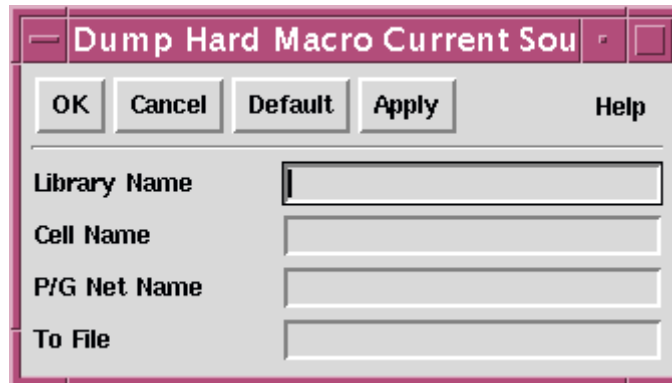 Dump Hard Macro Current Sou
OK Cancel Default Apply Help
Library Name
Cell Name
P/G Net Name
To File